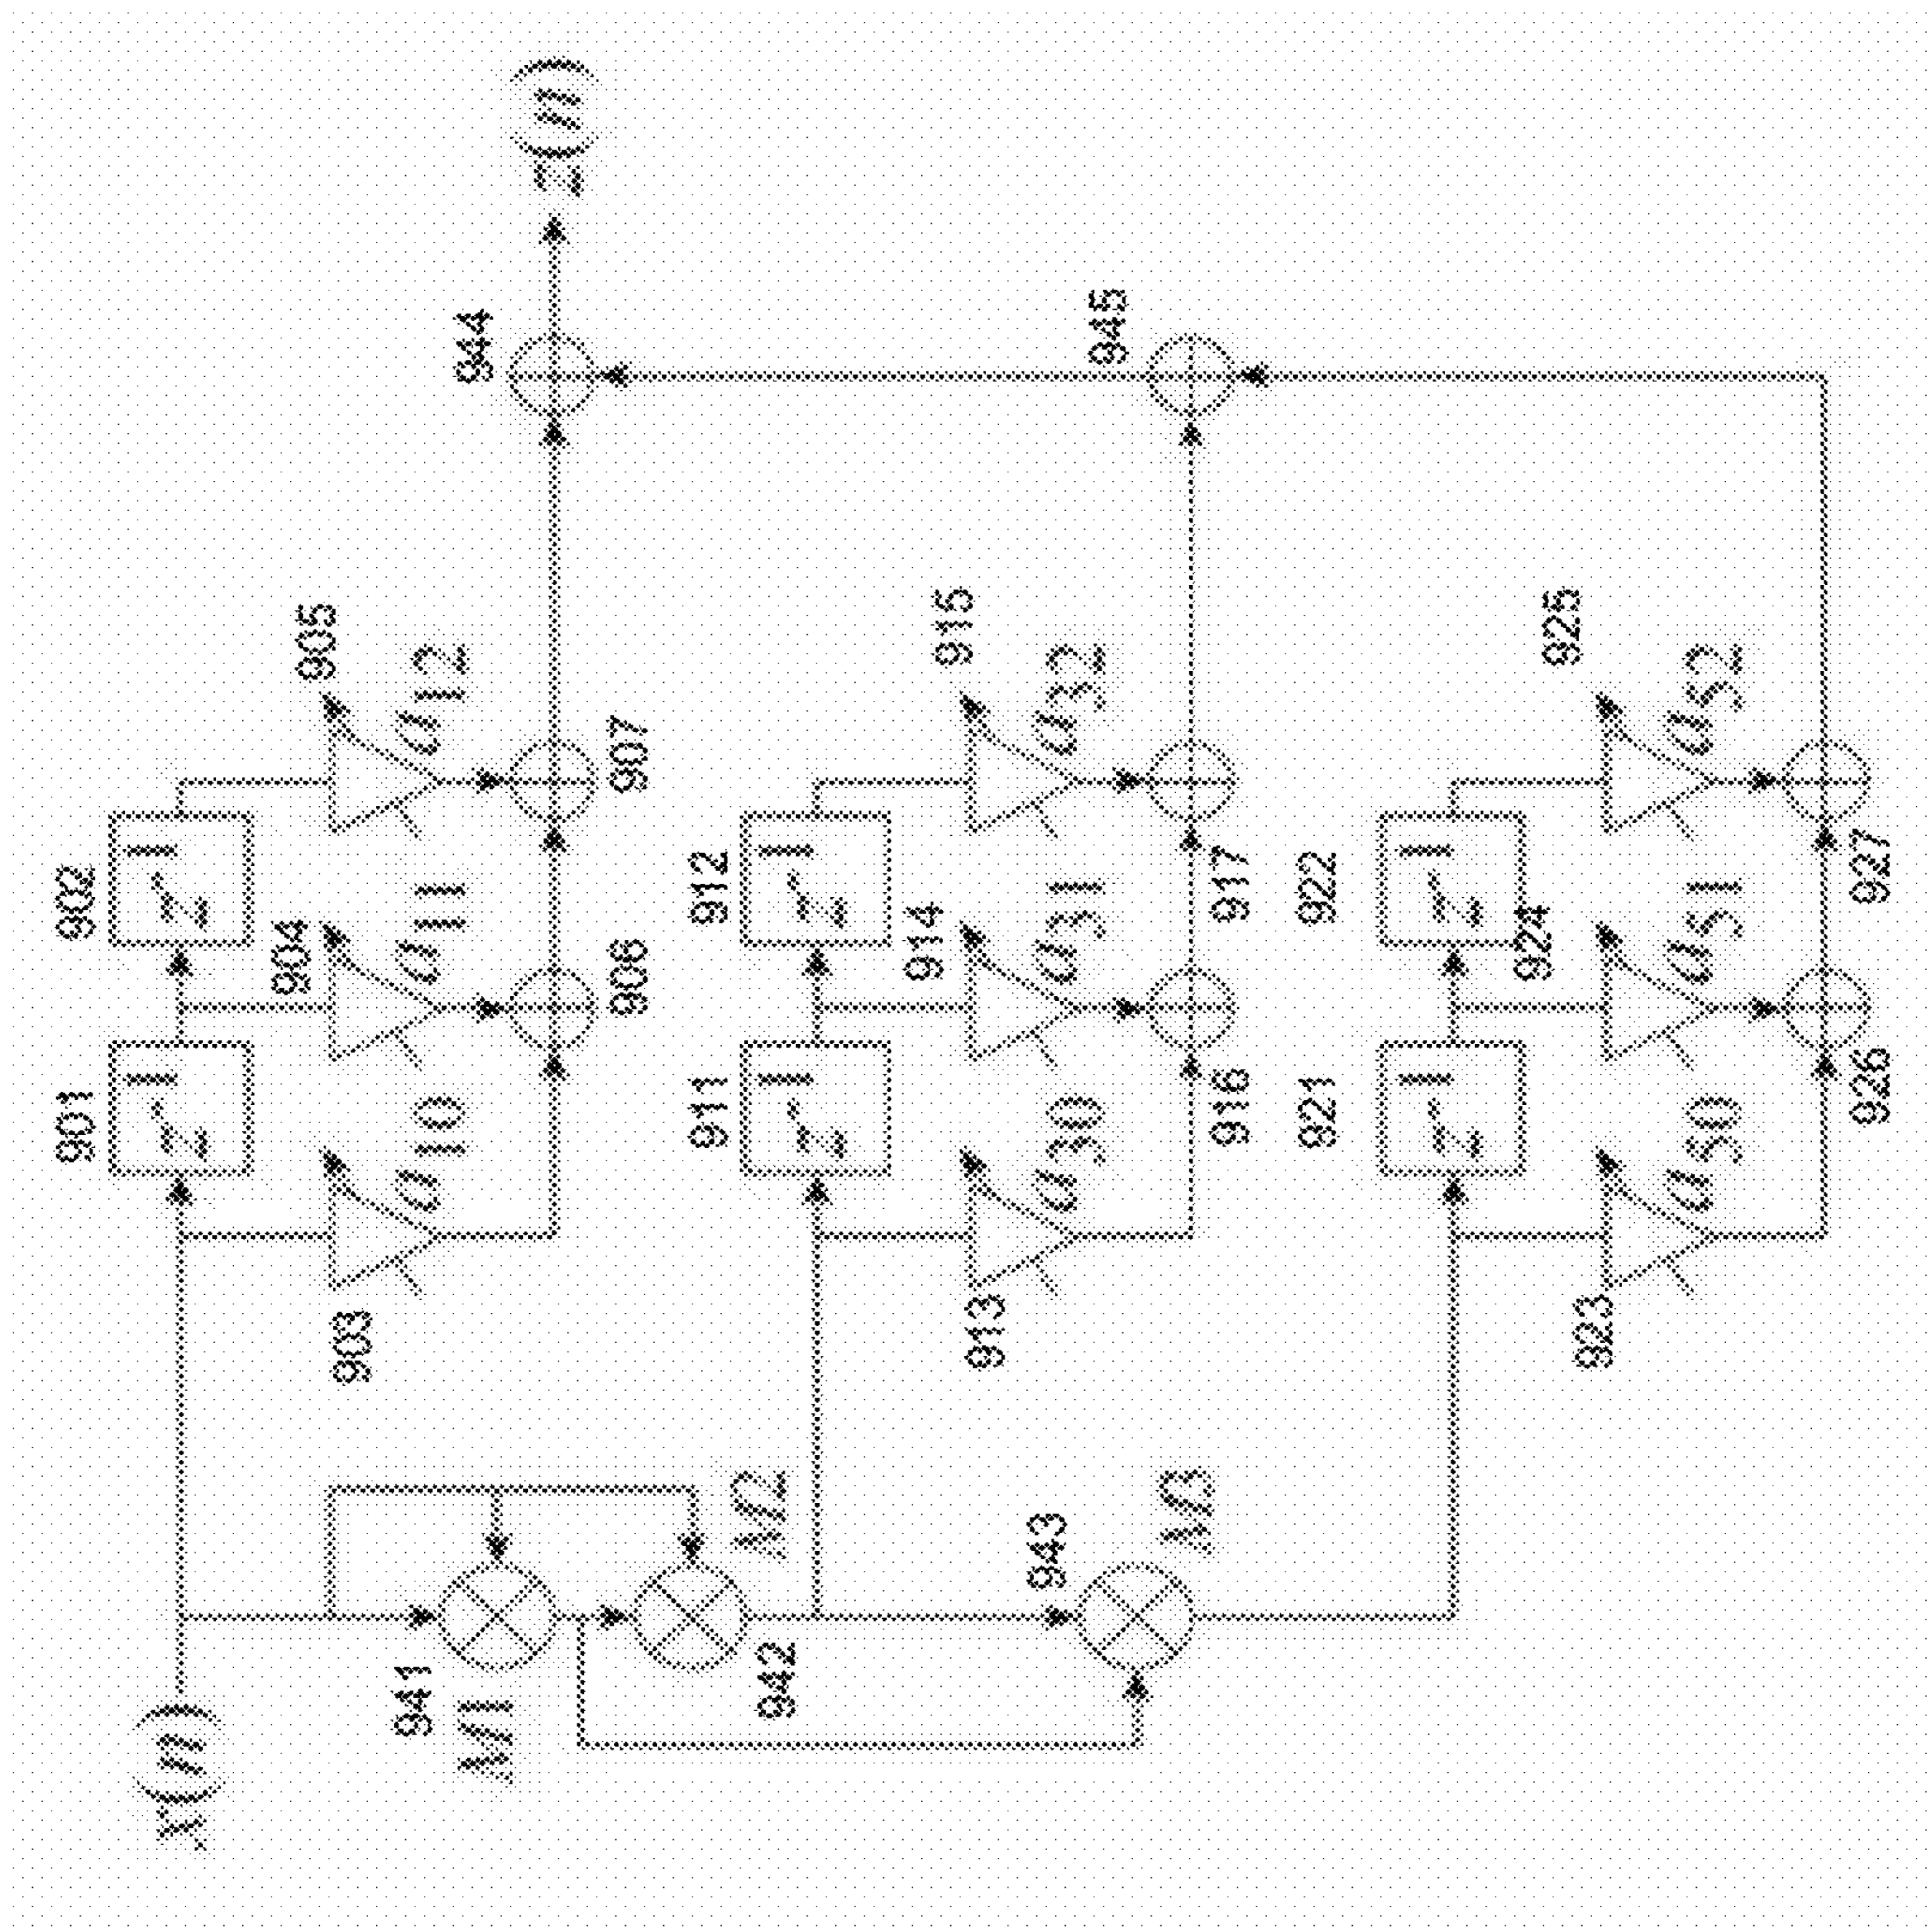 901
902
x(n)
z⁻¹
z⁻¹
903
904
905
a₁₀
a₁₁
a₁₂
941
M1
944
z(n)
906
907
911
912
942
M2
z⁻¹
z⁻¹
913
914
915
943
a₃₀
a₃₁
a₃₂
945
M3
916
917
921
922
z⁻¹
z⁻¹
923
924
925
a₅₀
a₅₁
a₅₂
926
927